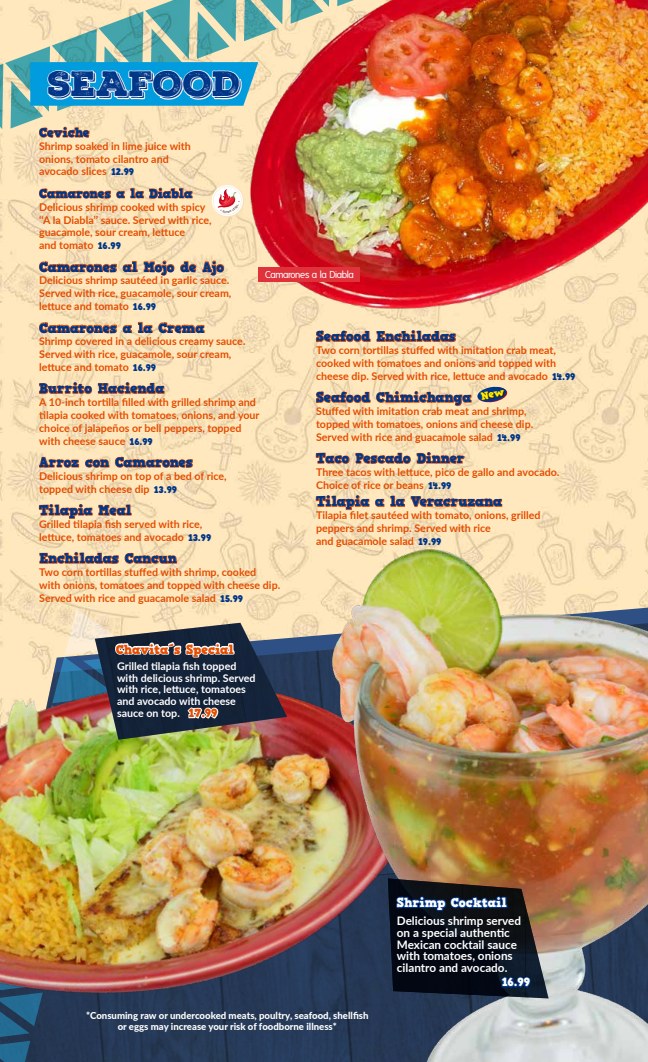 SEAFOOD
Ceviche
Shrimp soaked in lime juice with
onions, tomato cilantro and
avocado slices 12.99
Camarones a la Diabla
Delicious shrimp cooked with spicy
"A la Diabla" sauce. Served with rice,
guacamole, sour cream, lettuce
and tomato 16.99
Camarones al Mojo de Ajo
Delicious shrimp sautéed in garlic sauce.
Served with rice, guacamole, sour cream,
lettuce and tomato 16.99
Camarones a la Crema
Shrimp covered in a delicious creamy sauce.
Served with rice, guacamole, sour cream,
lettuce and tomato 16.99
Burrito Hacienda
A 10-inch tortilla filled with grilled shrimp and
tilapia cooked with tomatoes, onions, and your
choice of jalapeños or bell peppers, topped
with cheese sauce 16.99
Arroz con Camarones
Delicious shrimp on top of a bed of rice,
topped with cheese dip 13.99
Tilapia Meal
Grilled tilapia fish served with rice,
lettuce, tomatoes and avocado 13.99
Enchiladas Cancun
Two corn tortillas stuffed with shrimp, cooked
with onions, tomatoes and topped with cheese dip.
Served with rice and guacamole salad 15.99
Camarones a la Diabla
Seafood Enchiladas
Two corn tortillas stuffed with imitation crab meat,
cooked with tomatoes and onions and topped with
cheese dip. Served with rice, lettuce and avocado 14.99
Seafood Chimichanga New
Stuffed with imitation crab meat and shrimp,
topped with tomatoes, onions and cheese dip.
Served with rice and guacamole salad 14.99
Taco Pescado Dinner
Three tacos with lettuce, pico de gallo and avocado.
Choice of rice or beans 14.99
Tilapia a la Veracruzana
Tilapia filet sautéed with tomato, onions, grilled
peppers and shrimp. Served with rice
and guacamole salad 19.99
Chavita´s Special
Grilled tilapia fish topped
with delicious shrimp. Served
with rice, lettuce, tomatoes
and avocado with cheese
sauce on top. 17.99
Shrimp Cocktail
Delicious shrimp served
on a special authentic
Mexican cocktail sauce
with tomatoes, onions
cilantro and avocado.
16.99
*Consuming raw or undercooked meats, poultry, seafood, shellfish
or eggs may increase your risk of foodborne illness*